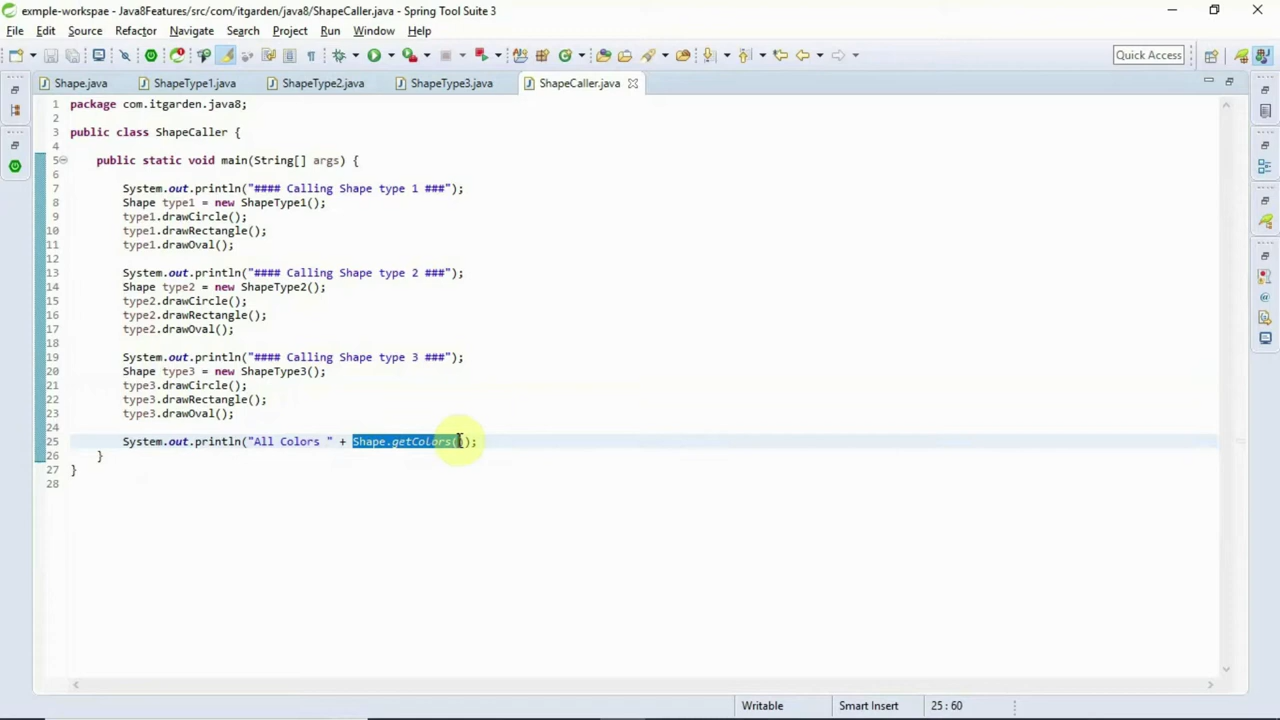 exmple-workspae - Java8Features/src/com/itgarden/java8/ShapeCaller.java - Spring Tool Suite 3
File Edit Source Refactor Navigate Search Project Run Window Help
Quick Access
Shape.java ShapeType1.java ShapeType2.java ShapeType3.java ShapeCaller.java
1 package com.itgarden.java8;
2
3 public class ShapeCaller {
4
5 public static void main(String[] args) {
6
7 System.out.println("#### Calling Shape type 1 ###");
8 Shape type1 = new ShapeType1();
9 type1.drawCircle();
10 type1.drawRectangle();
11 type1.drawOval();
12
13 System.out.println("#### Calling Shape type 2 ###");
14 Shape type2 = new ShapeType2();
15 type2.drawCircle();
16 type2.drawRectangle();
17 type2.drawOval();
18
19 System.out.println("#### Calling Shape type 3 ###");
20 Shape type3 = new ShapeType3();
21 type3.drawCircle();
22 type3.drawRectangle();
23 type3.drawOval();
24
25 System.out.println("All Colors " + Shape.getColors());
26 }
27 }
28
Writable Smart Insert 25 : 60